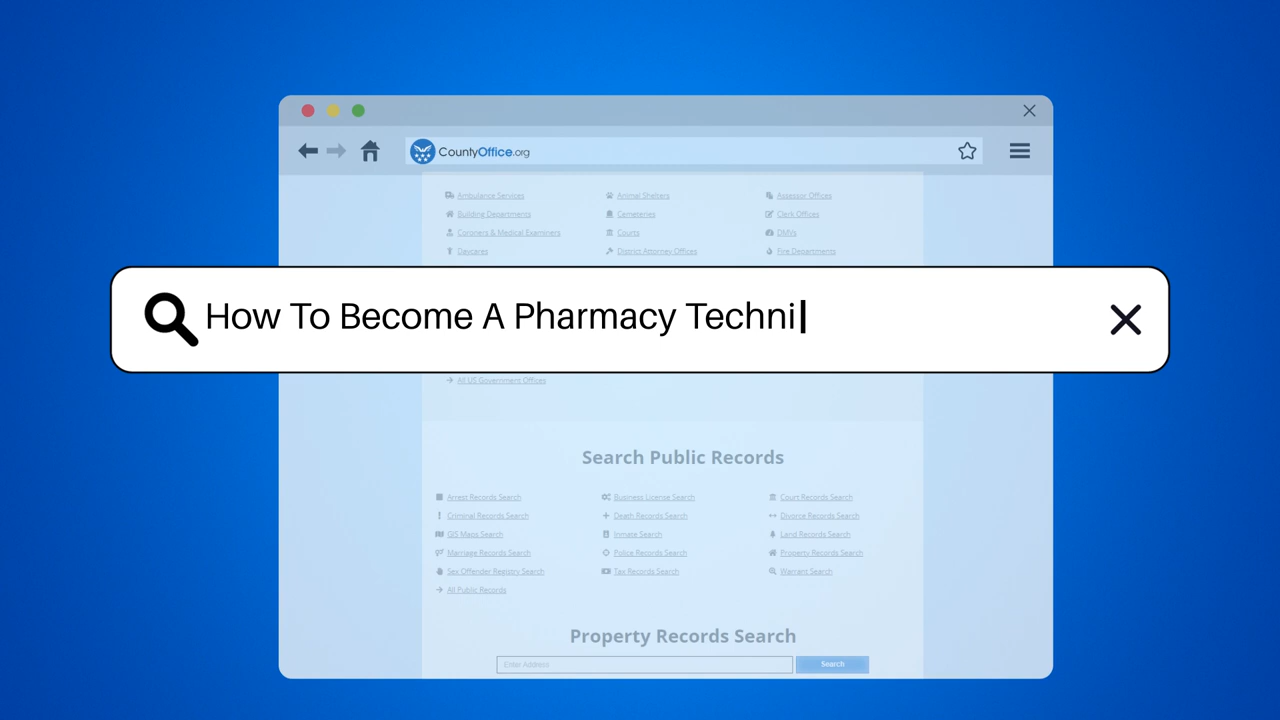 CountyOffice.org
Ambulance Services
Animal Shelters
Assessor Offices
Building Departments
Cemeteries
Clerk Offices
Coroners & Medical Examiners
Courts
DMVs
Daycares
District Attorney Offices
Fire Departments
How To Become A Pharmacy Techni
All US Government Offices
Search Public Records
Arrest Records Search
Business License Search
Court Records Search
Criminal Records Search
Death Records Search
Divorce Records Search
GIS Maps Search
Inmate Search
Land Records Search
Marriage Records Search
Police Records Search
Property Records Search
Sex Offender Registry Search
Tax Records Search
Warrant Search
All Public Records
Property Records Search
Enter Address
Search